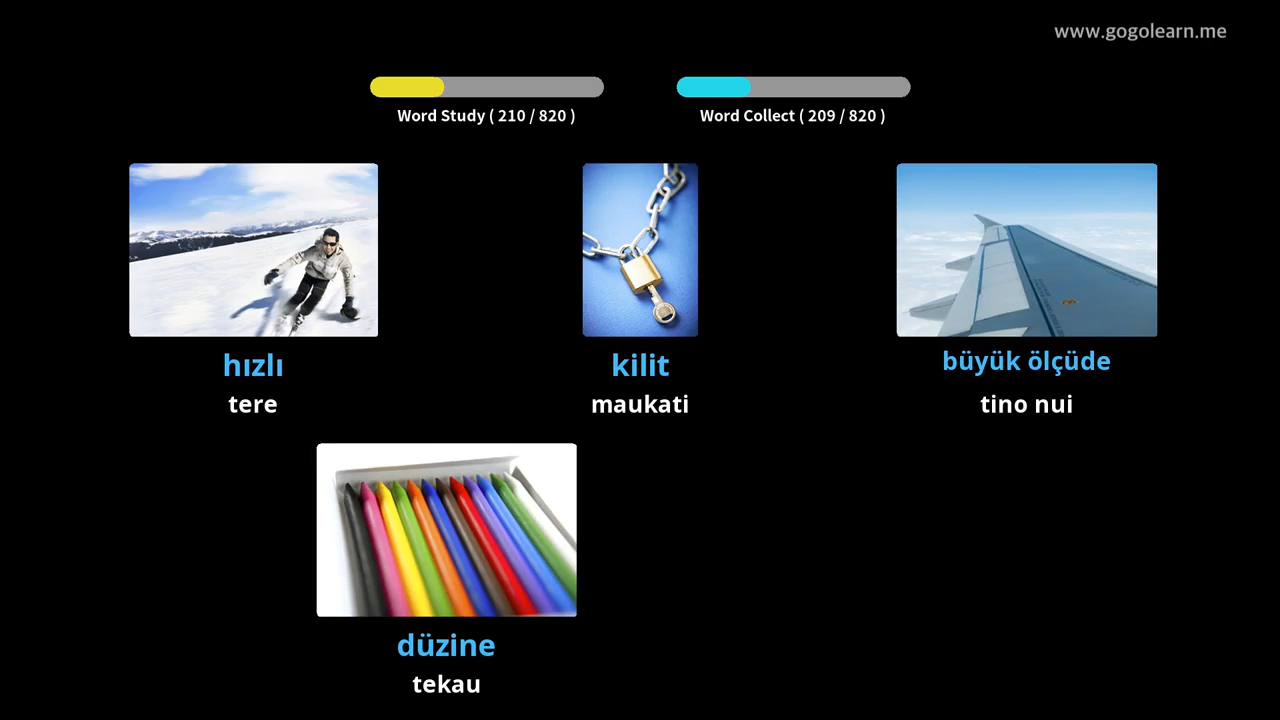 www.gogolearn.me
Word Study ( 210 / 820 )
Word Collect ( 209 / 820 )
hızlı
tere
kilit
maukati
büyük ölçüde
tino nui
düzine
tekau